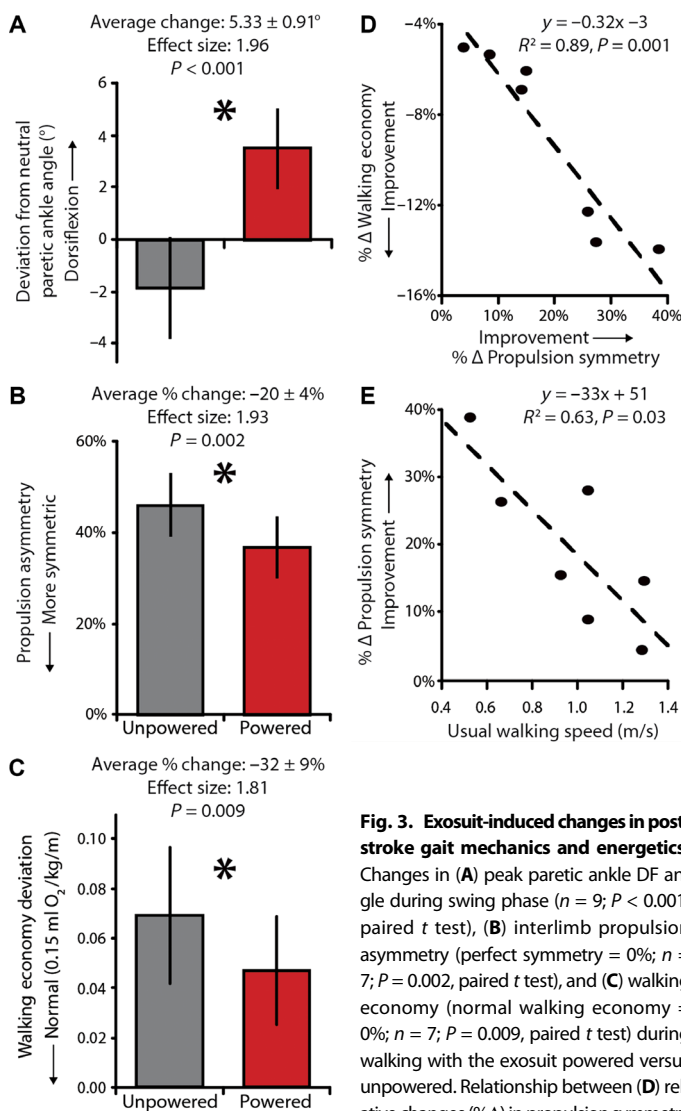 A
Average change: 5.33 ± 0.91°
Effect size: 1.96
P < 0.001
*
Deviation from neutral
paretic ankle angle (°)
Dorsiflexion ⟶
6
4
2
0
−2
−4
B
Average % change: −20 ± 4%
Effect size: 1.93
P = 0.002
*
Propulsion asymmetry
⟵ More symmetric
60%
40%
20%
0%
Unpowered Powered
C
Average % change: −32 ± 9%
Effect size: 1.81
P = 0.009
*
Walking economy deviation
⟵ Normal (0.15 ml O₂/kg/m)
0.10
0.08
0.06
0.04
0.02
0.00
Unpowered Powered
D
y = −0.32x −3
R² = 0.89, P = 0.001
% Δ Walking economy
⟵ Improvement
−4%
−8%
−12%
−16%
0% 10% 20% 30% 40%
Improvement ⟶
% Δ Propulsion symmetry
E
y = −33x + 51
R² = 0.63, P = 0.03
% Δ Propulsion symmetry
Improvement ⟶
40%
30%
20%
10%
0%
0.4 0.6 0.8 1.0 1.2 1.4
Usual walking speed (m/s)
Fig. 3. Exosuit-induced changes in post
stroke gait mechanics and energetics
Changes in (A) peak paretic ankle DF an
gle during swing phase (n = 9; P < 0.001
paired t test), (B) interlimb propulsion
asymmetry (perfect symmetry = 0%; n =
7; P = 0.002, paired t test), and (C) walking
economy (normal walking economy =
0%; n = 7; P = 0.009, paired t test) during
walking with the exosuit powered versus
unpowered. Relationship between (D) rel